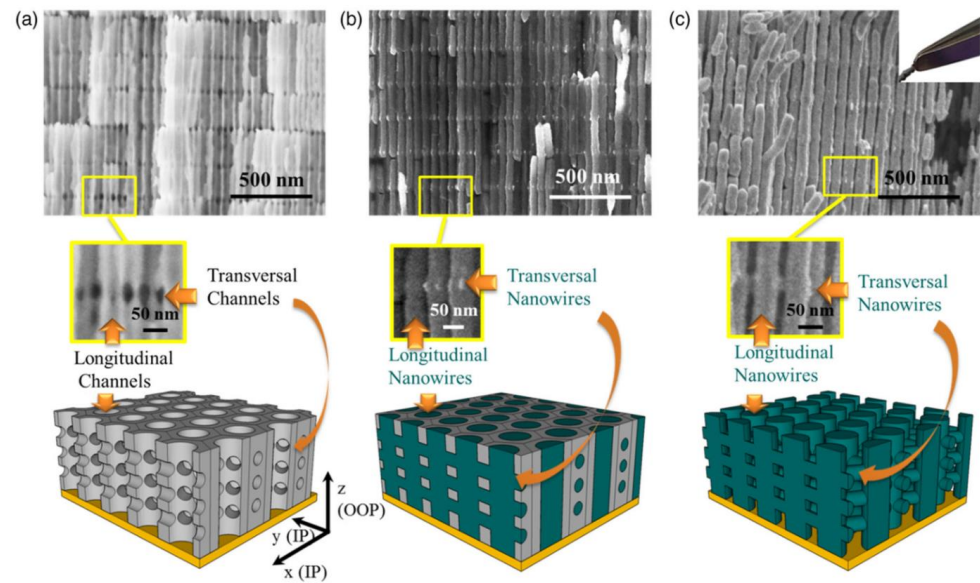 (a)
(b)
(c)
500 nm
500 nm
500 nm
Transversal
Channels
50 nm
Longitudinal
Channels
Transversal
Nanowires
50 nm
Longitudinal
Nanowires
Transversal
Nanowires
50 nm
Longitudinal
Nanowires
z
(OOP)
y (IP)
x (IP)